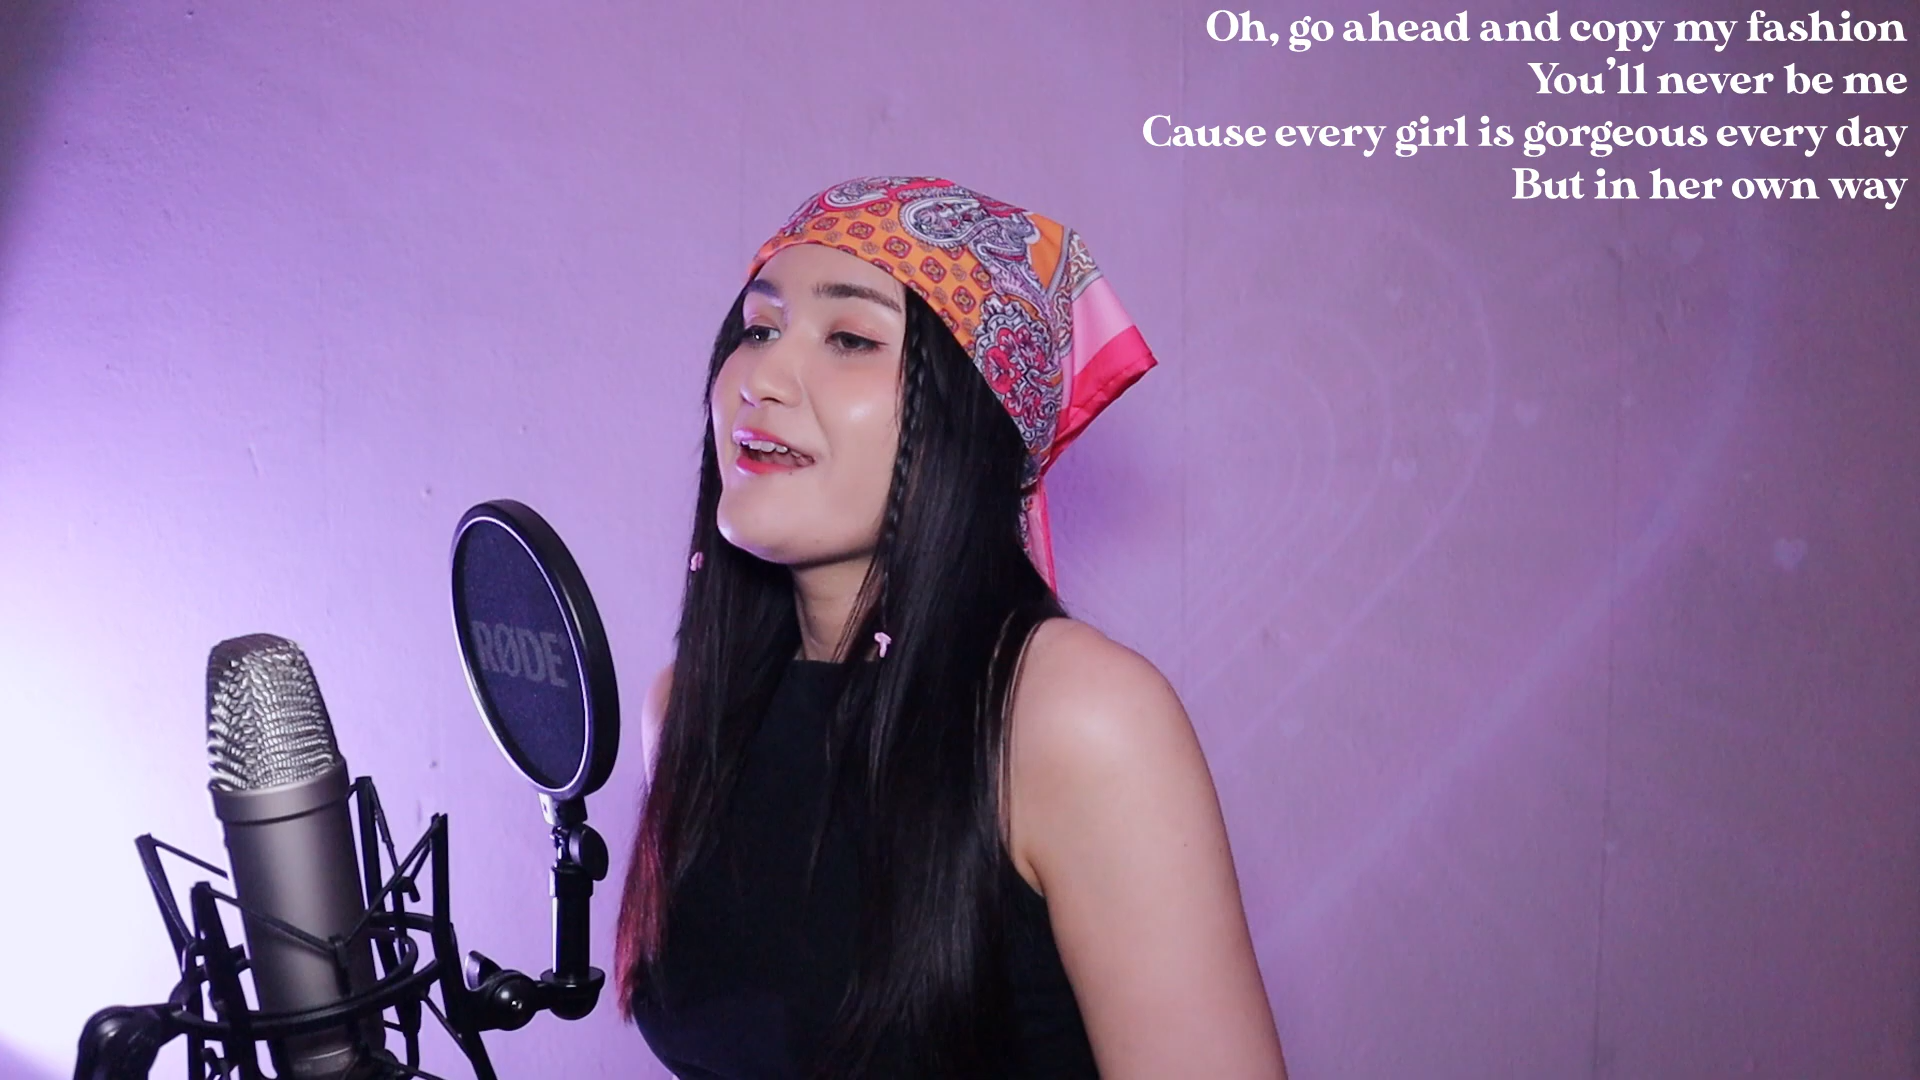 Oh, go ahead and copy my fashion
You'll never be me
Cause every girl is gorgeous every day
But in her own way
RØDE